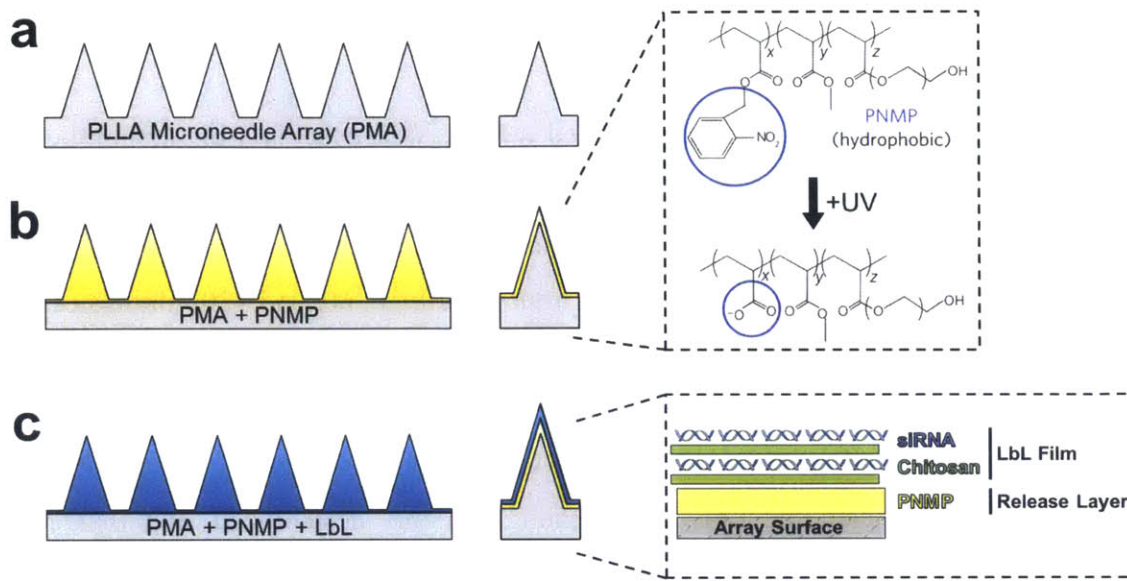 a
PLLA Microneedle Array (PMA)
x
y
z
O
O
O
O
O
O
O
OH
NO₂
PNMP
(hydrophobic)
+UV
b
PMA + PNMP
x
y
z
⁻O
O
O
O
O
O
O
OH
c
PMA + PNMP + LbL
siRNA
Chitosan
LbL Film
PNMP
Release Layer
Array Surface